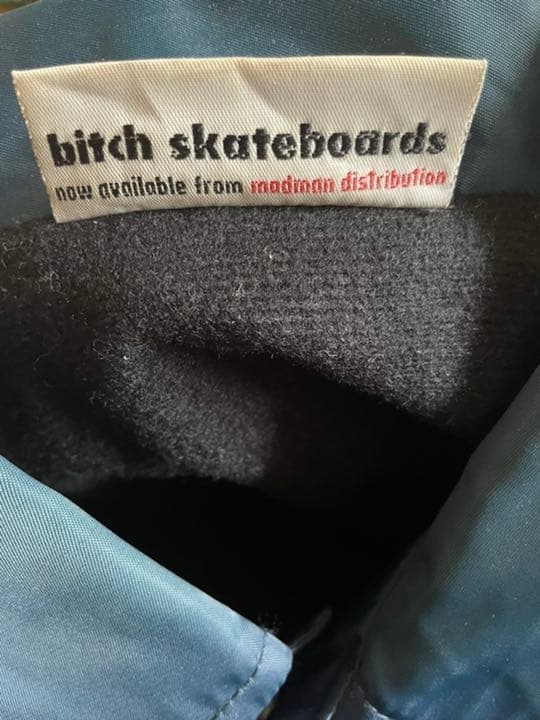 bitch skateboards
now available from madman distribution